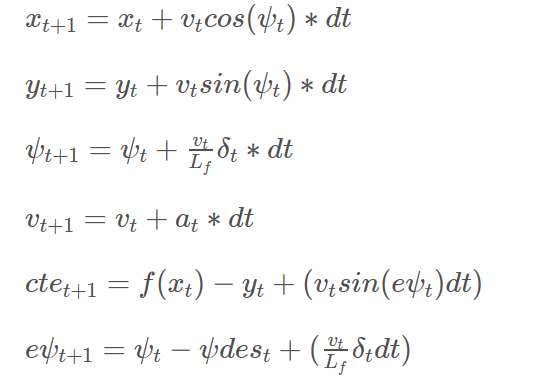 x_{t+1} = x_t + v_t cos(ψ_t) * dt
y_{t+1} = y_t + v_t sin(ψ_t) * dt
ψ_{t+1} = ψ_t + \frac{v_t}{L_f} δ_t * dt
v_{t+1} = v_t + a_t * dt
cte_{t+1} = f(x_t) − y_t + (v_t sin(eψ_t)dt)
eψ_{t+1} = ψ_t − ψdes_t + (\frac{v_t}{L_f} δ_t dt)